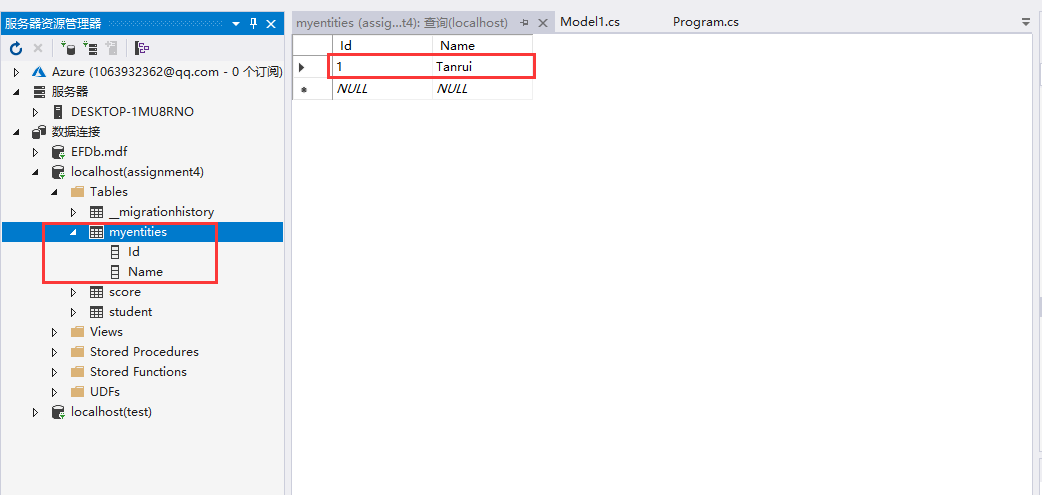 服务器资源管理器
Azure (1063932362@qq.com - 0 个订阅)
服务器
DESKTOP-1MU8RNO
数据连接
EFDb.mdf
localhost(assignment4)
Tables
__migrationhistory
myentities
Id
Name
score
student
Views
Stored Procedures
Stored Functions
UDFs
localhost(test)
myentities (assig...t4): 查询(localhost)
Model1.cs
Program.cs
Id Name
1 Tanrui
NULL NULL